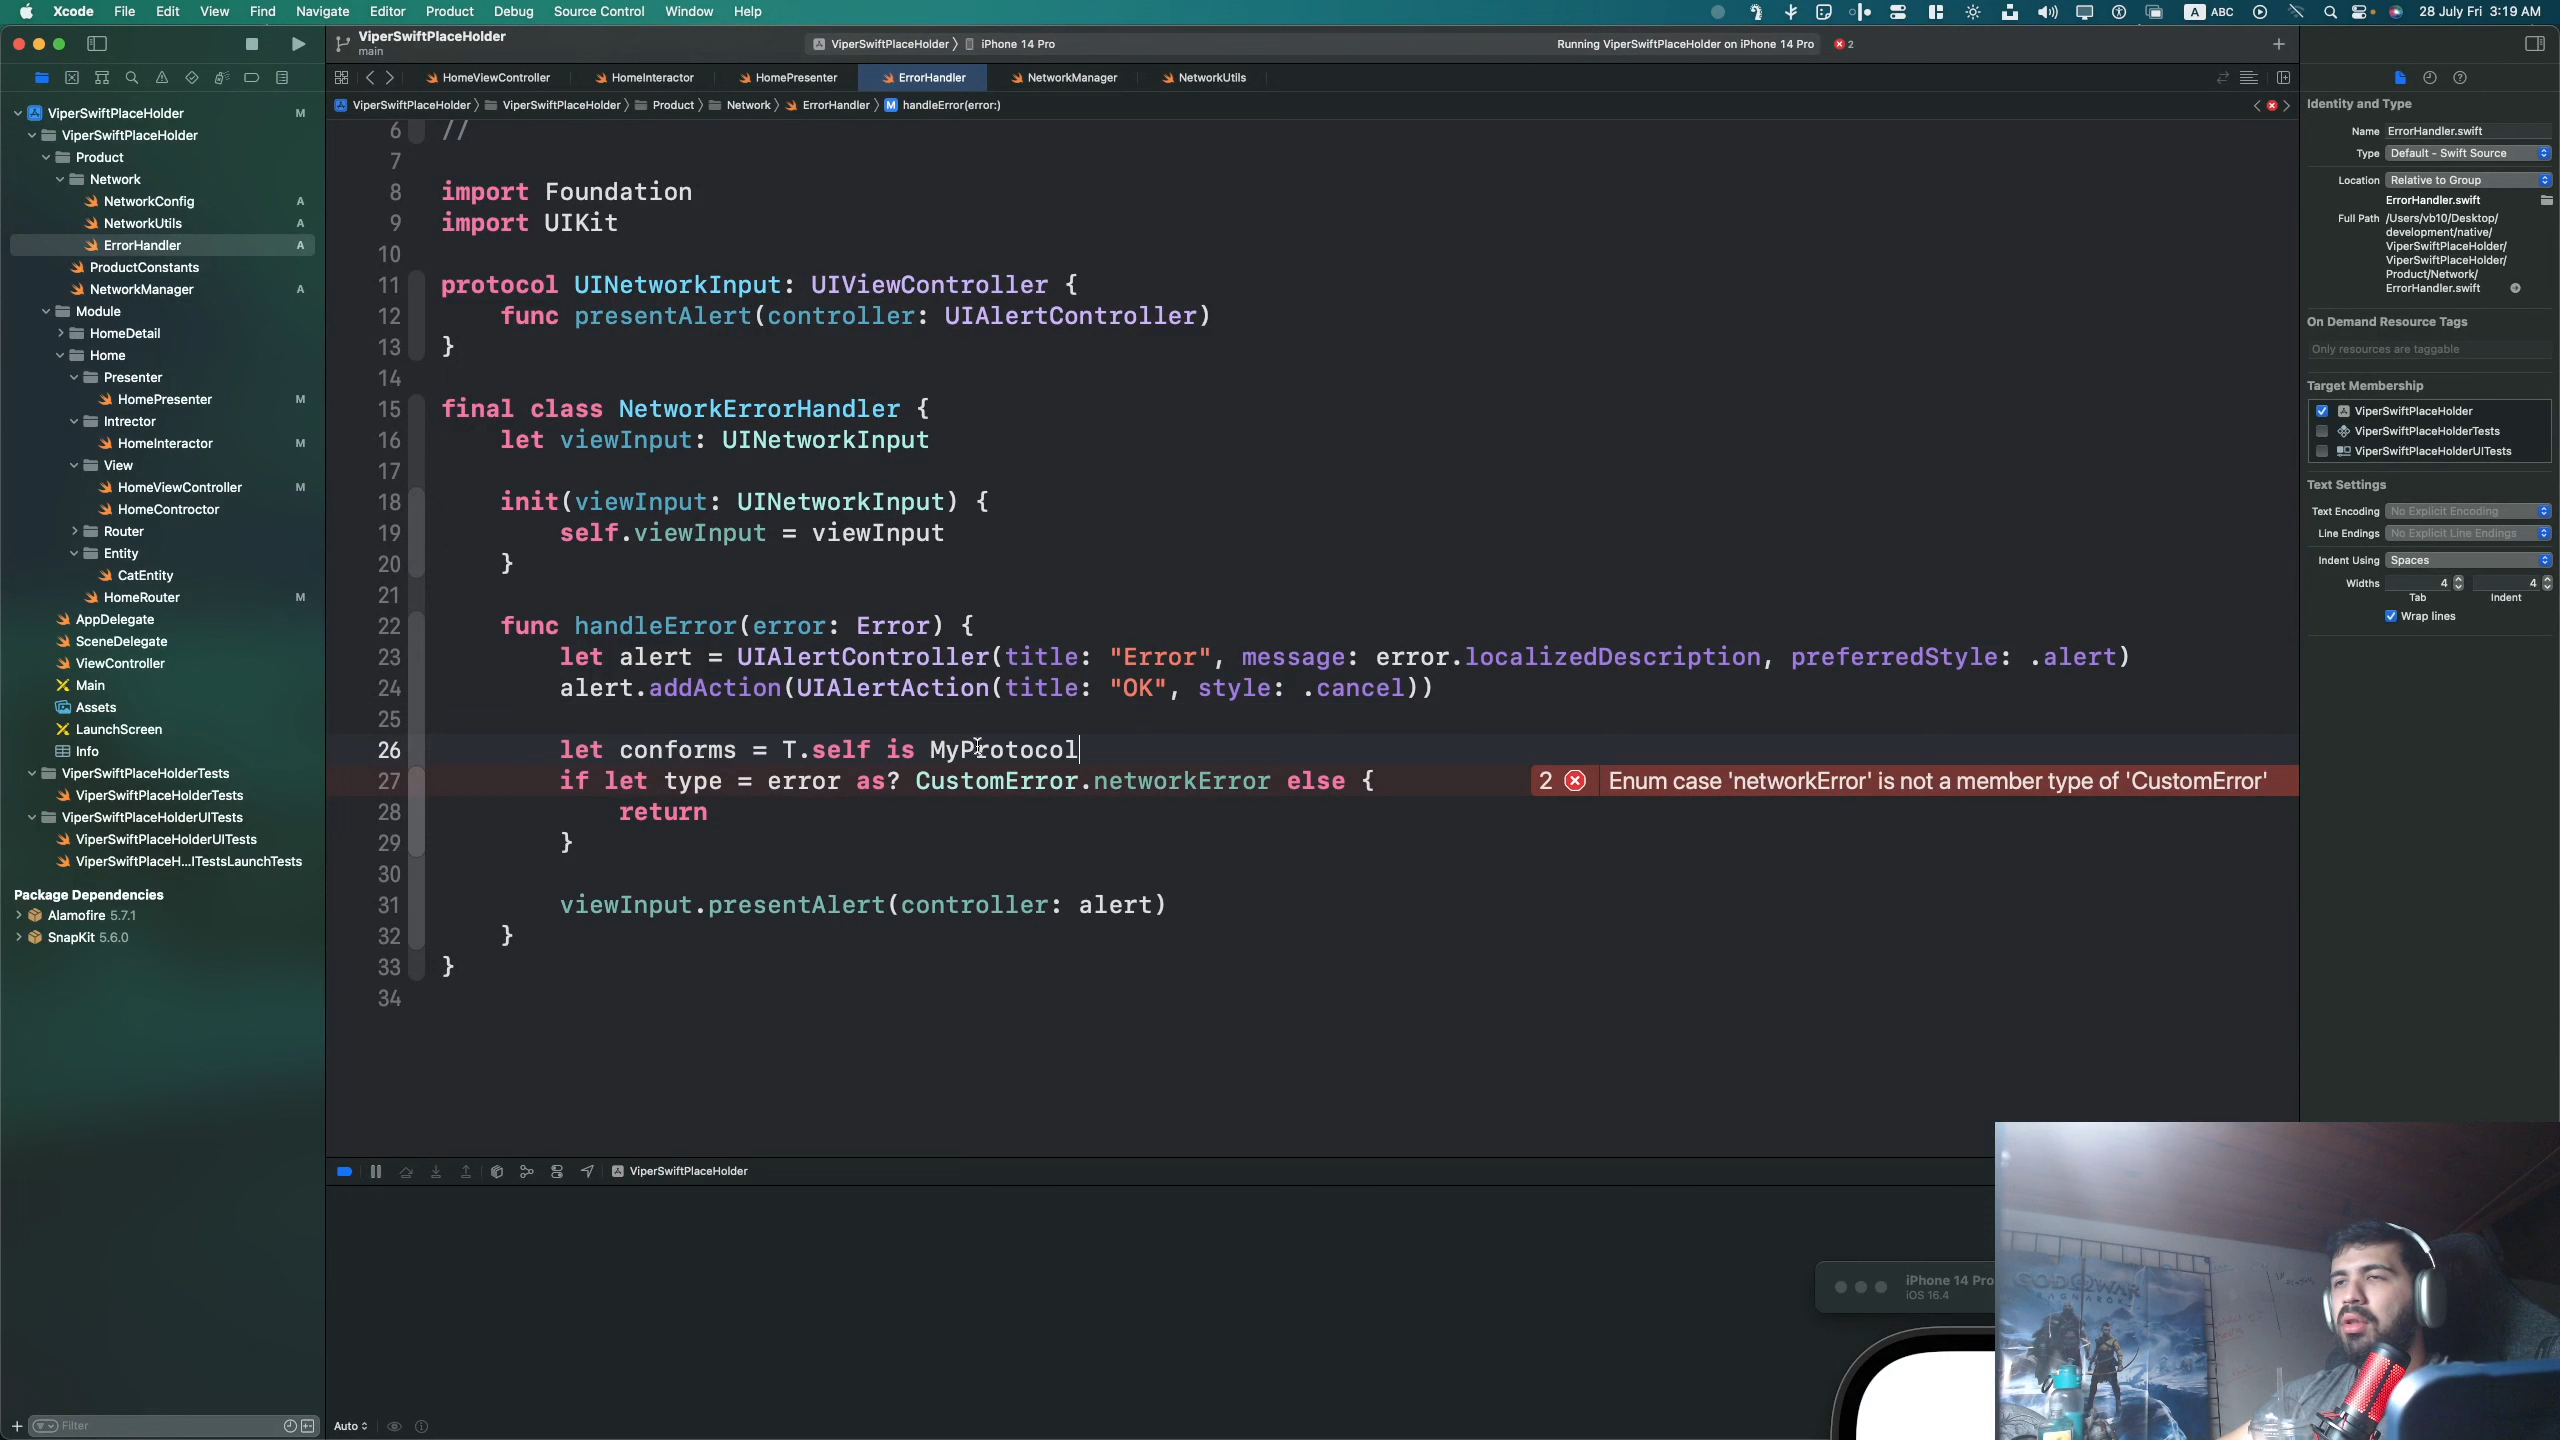 Xcode File Edit View Find Navigate Editor Product Debug Source Control Window Help
A ABC 28 July Fri 3:19 AM
ViperSwiftPlaceHolder
main
ViperSwiftPlaceHolder iPhone 14 Pro
Running ViperSwiftPlaceHolder on iPhone 14 Pro 2
HomeViewController HomeInteractor HomePresenter ErrorHandler NetworkManager NetworkUtils
ViperSwiftPlaceHolder ViperSwiftPlaceHolder Product Network ErrorHandler M handleError(error:)
ViperSwiftPlaceHolder M
ViperSwiftPlaceHolder
Product
Network
NetworkConfig A
NetworkUtils A
ErrorHandler A
ProductConstants
NetworkManager A
Module
HomeDetail
Home
Presenter
HomePresenter M
Intrector
HomeInteractor M
View
HomeViewController M
HomeControctor
Router
Entity
CatEntity
HomeRouter M
AppDelegate
SceneDelegate
ViewController
Main
Assets
LaunchScreen
Info
ViperSwiftPlaceHolderTests
ViperSwiftPlaceHolderTests
ViperSwiftPlaceHolderUITests
ViperSwiftPlaceHolderUITests
ViperSwiftPlaceH...ITestsLaunchTests
Package Dependencies
Alamofire 5.7.1
SnapKit 5.6.0
Filter
6 //
7
8 import Foundation
9 import UIKit
10
11 protocol UINetworkInput: UIViewController {
12 func presentAlert(controller: UIAlertController)
13 }
14
15 final class NetworkErrorHandler {
16 let viewInput: UINetworkInput
17
18 init(viewInput: UINetworkInput) {
19 self.viewInput = viewInput
20 }
21
22 func handleError(error: Error) {
23 let alert = UIAlertController(title: "Error", message: error.localizedDescription, preferredStyle: .alert)
24 alert.addAction(UIAlertAction(title: "OK", style: .cancel))
25
26 let conforms = T.self is MyProtocol
27 if let type = error as? CustomError.networkError else { 2 Enum case 'networkError' is not a member type of 'CustomError'
28 return
29 }
30
31 viewInput.presentAlert(controller: alert)
32 }
33 }
34
ViperSwiftPlaceHolder
Auto
iPhone 14 Pro
iOS 16.4
Identity and Type
Name ErrorHandler.swift
Type Default - Swift Source
Location Relative to Group
ErrorHandler.swift
Full Path /Users/vb10/Desktop/
development/native/
ViperSwiftPlaceHolder/
ViperSwiftPlaceHolder/
Product/Network/
ErrorHandler.swift
On Demand Resource Tags
Only resources are taggable
Target Membership
ViperSwiftPlaceHolder
ViperSwiftPlaceHolderTests
ViperSwiftPlaceHolderUITests
Text Settings
Text Encoding No Explicit Encoding
Line Endings No Explicit Line Endings
Indent Using Spaces
Widths 4 4
Tab Indent
Wrap lines
GOD OF WAR
RAGNARÖK